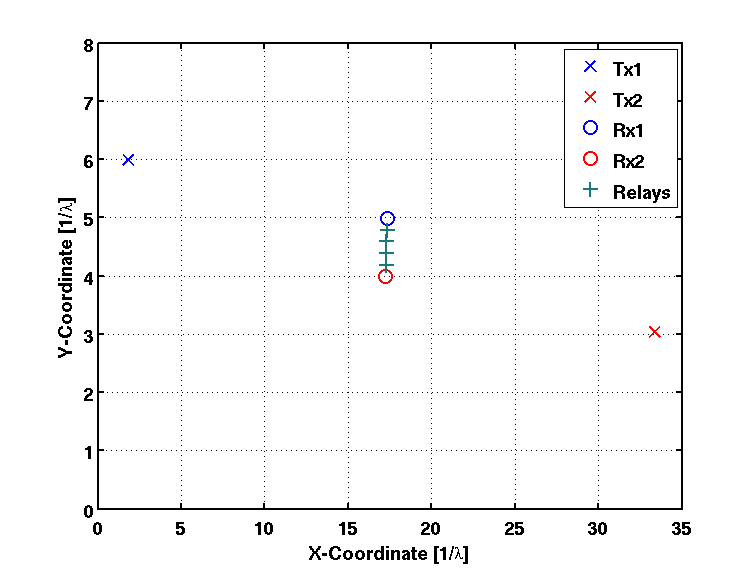 8
7
6
5
4
3
2
1
0
0 5 10 15 20 25 30 35
Y-Coordinate [1/λ]
X-Coordinate [1/λ]
Tx1
Tx2
Rx1
Rx2
Relays